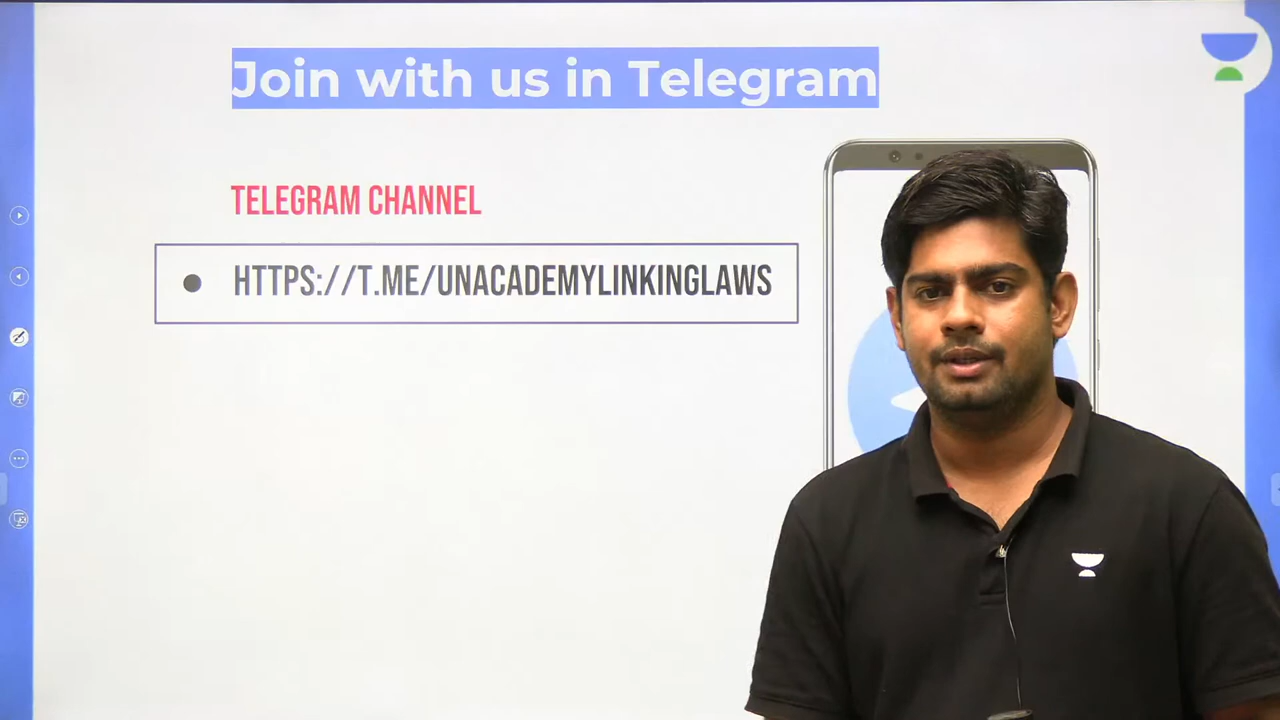 Join with us in Telegram
TELEGRAM CHANNEL
● HTTPS://T.ME/UNACADEMYLINKINGLAWS